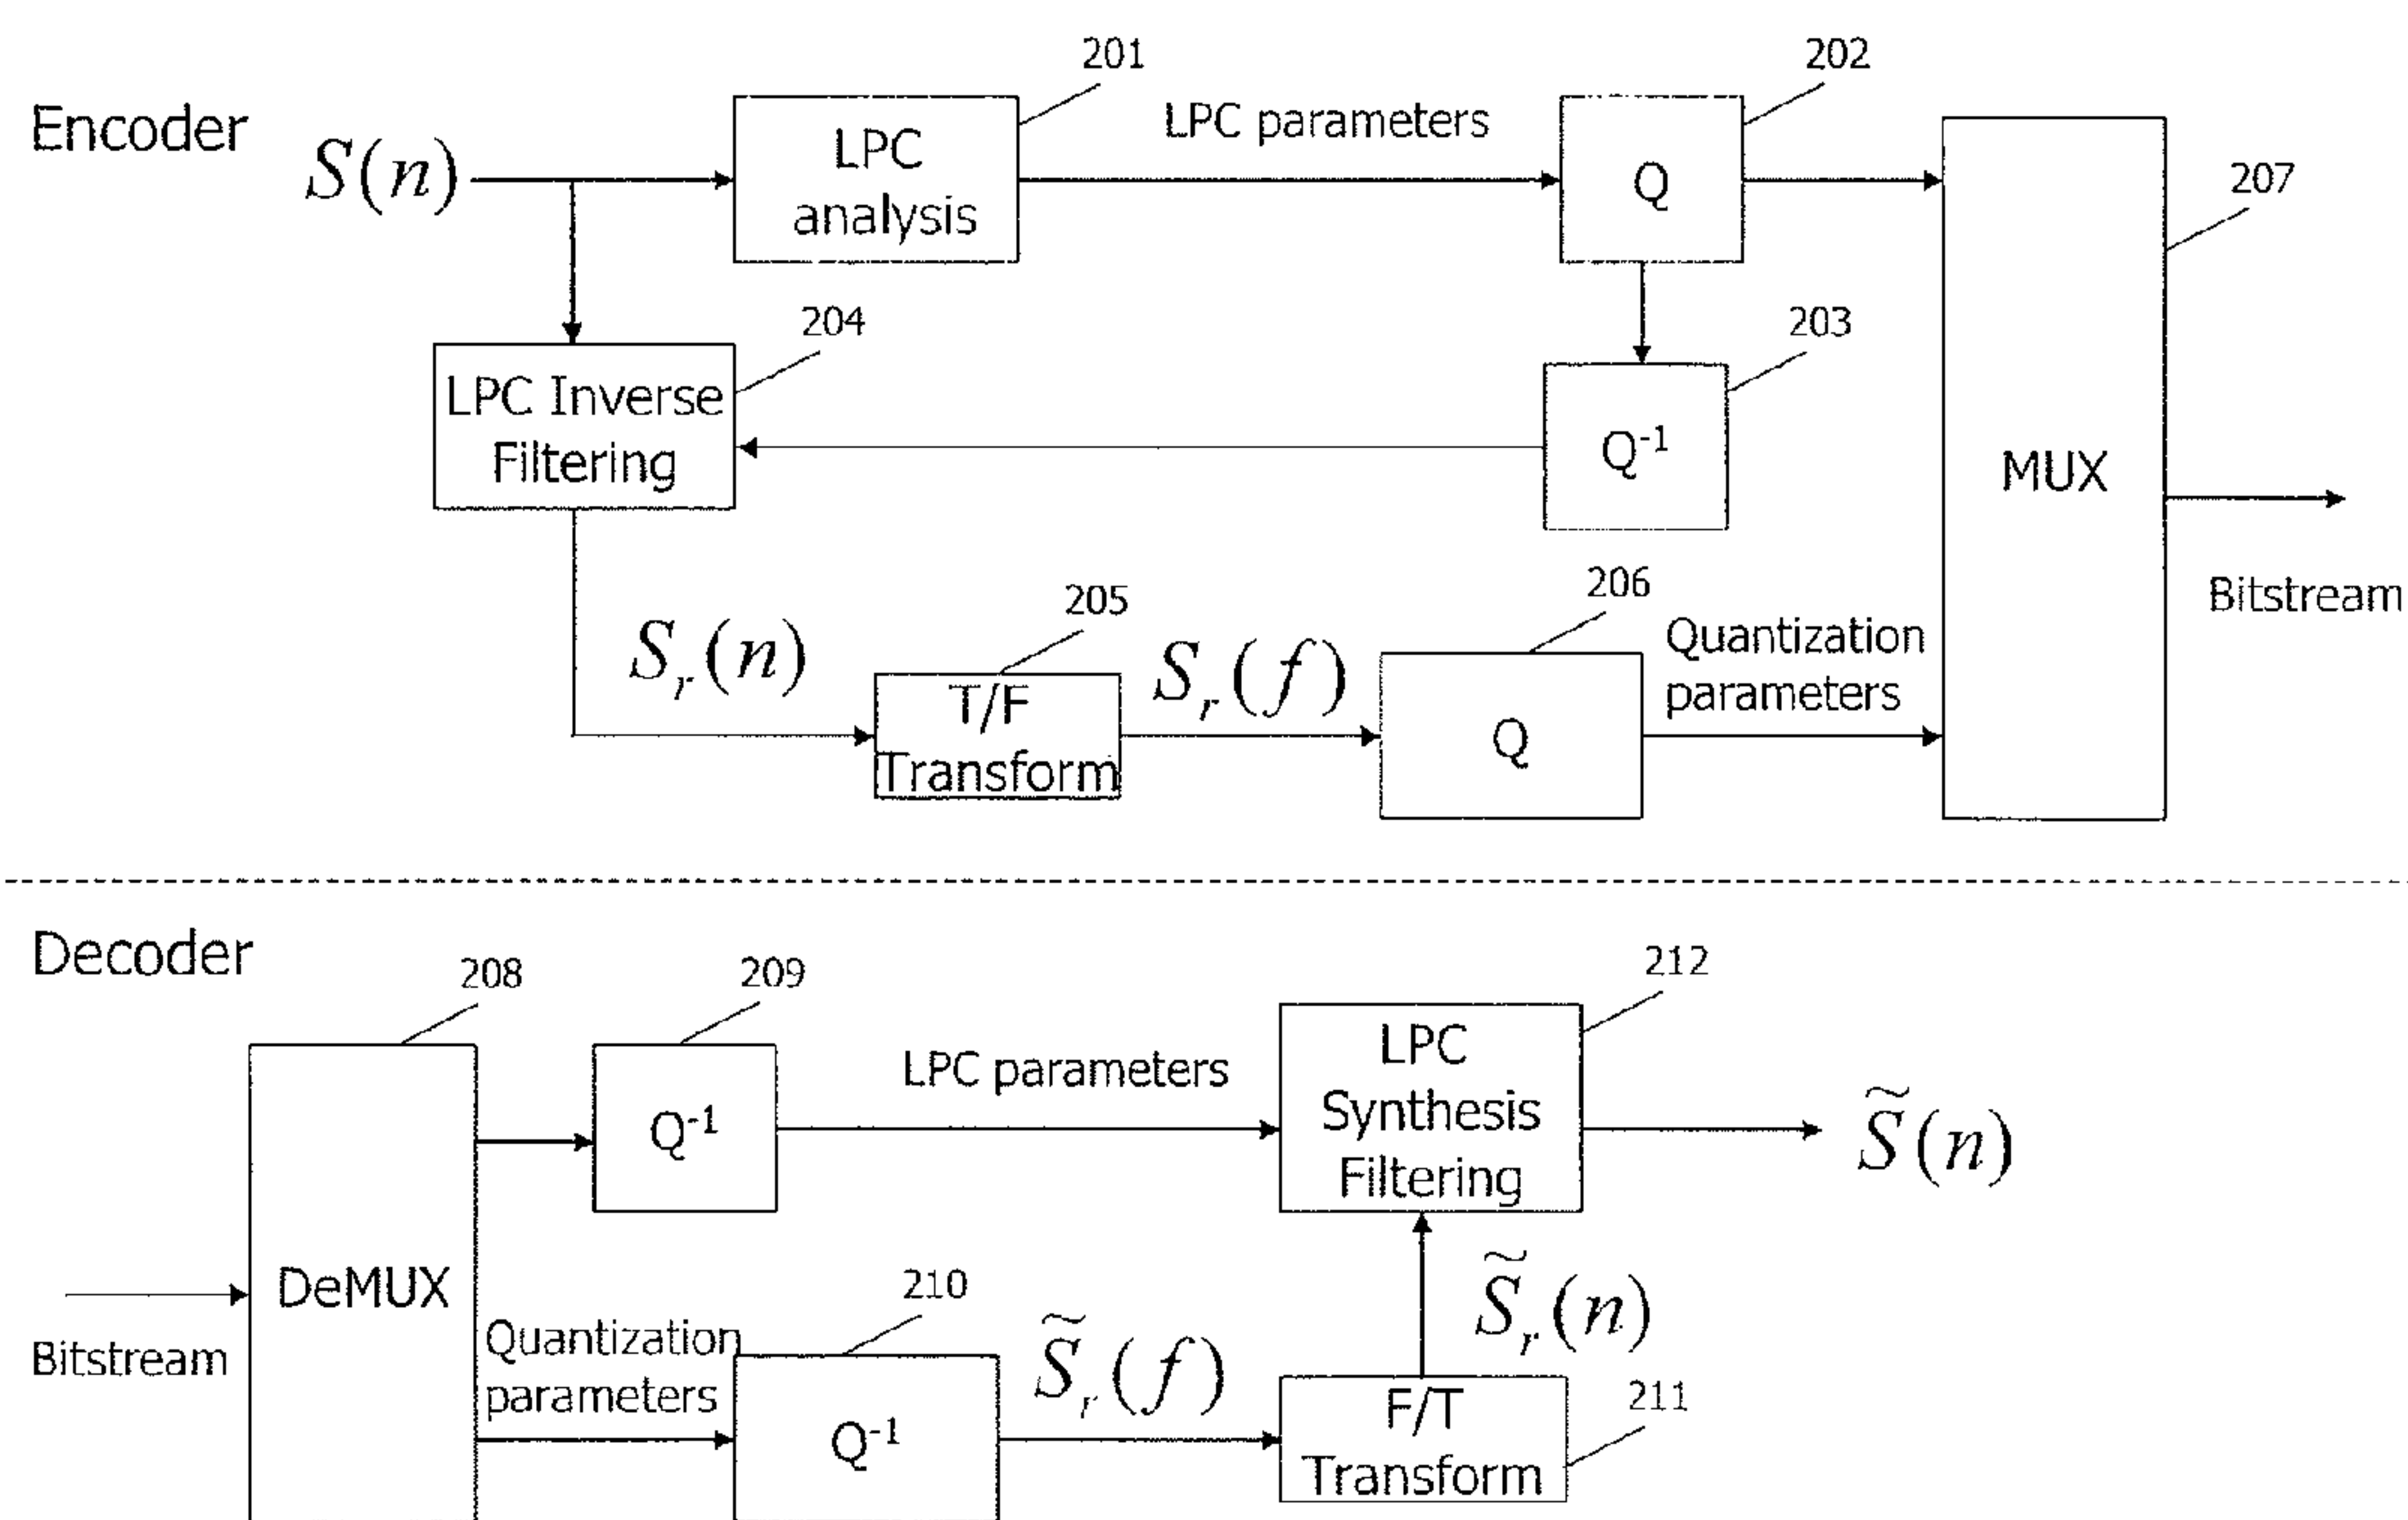 Encoder
S(n)
201
LPC
analysis
LPC parameters
202
Q
207
MUX
204
LPC Inverse
Filtering
203
Q⁻¹
Bitstream
Sᵣ(n)
205
T/F
Transform
Sᵣ(f)
206
Q
Quantization
parameters
Decoder
208
DeMUX
Bitstream
209
Q⁻¹
LPC parameters
212
LPC
Synthesis
Filtering
S̃(n)
Quantization
parameters
210
Q⁻¹
S̃ᵣ(f)
S̃ᵣ(n)
211
F/T
Transform